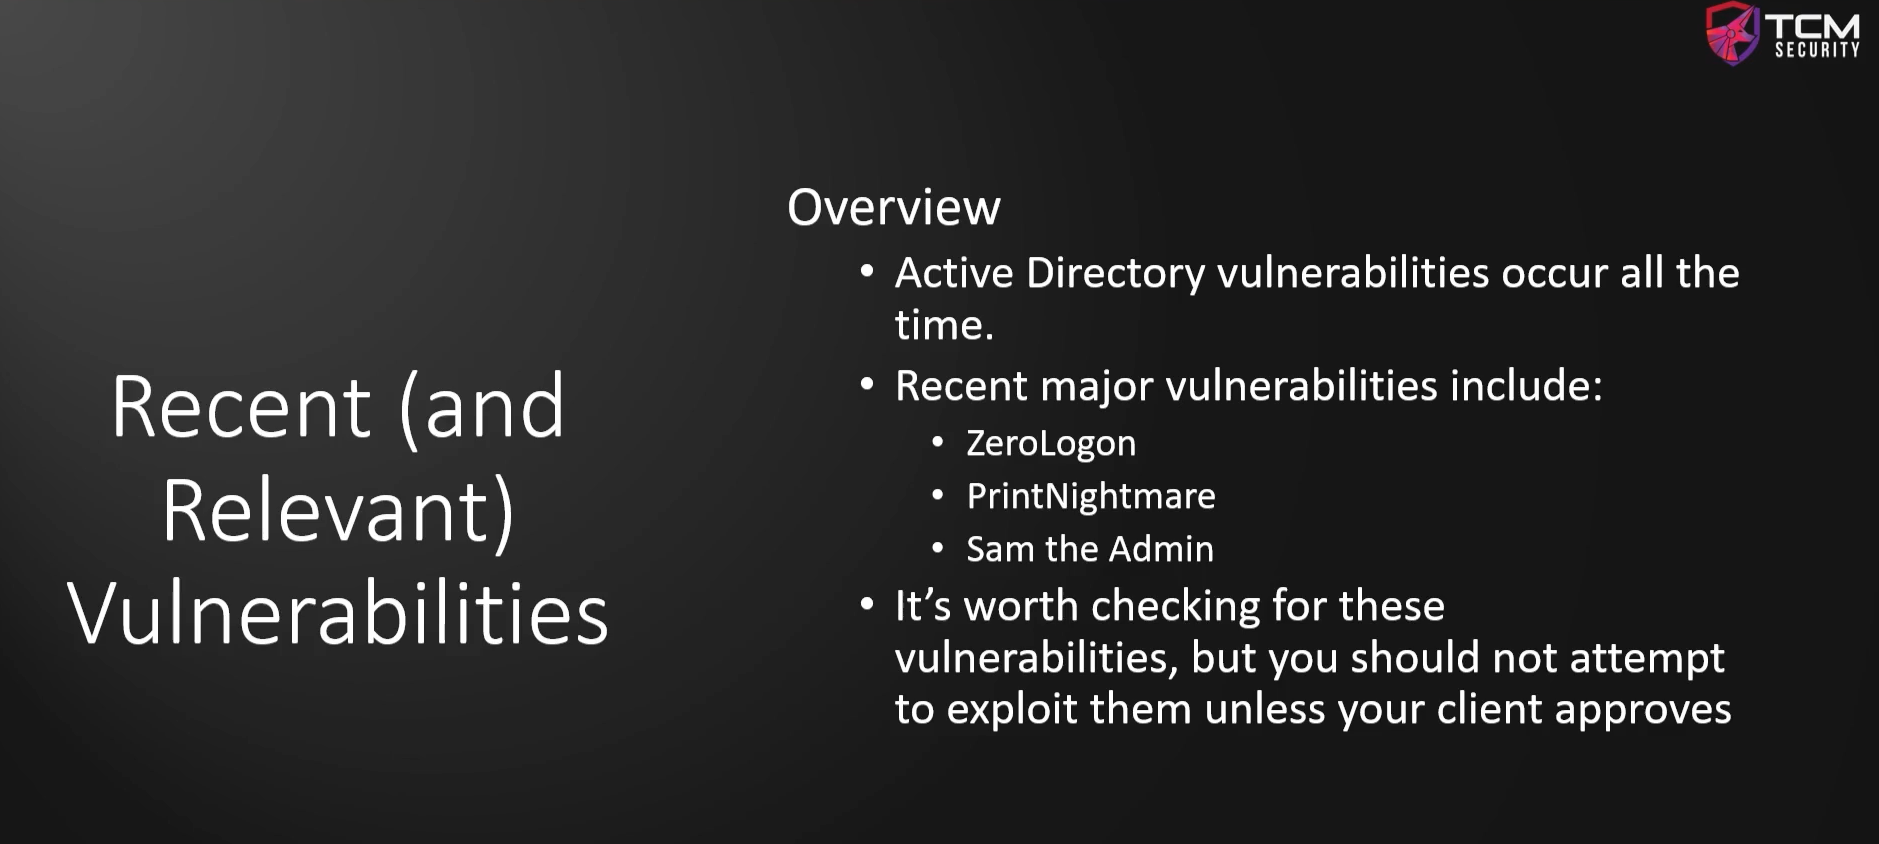 TCM
SECURITY
Recent (and
Relevant)
Vulnerabilities
Overview
• Active Directory vulnerabilities occur all the
time.
• Recent major vulnerabilities include:
• ZeroLogon
• PrintNightmare
• Sam the Admin
• It’s worth checking for these
vulnerabilities, but you should not attempt
to exploit them unless your client approves